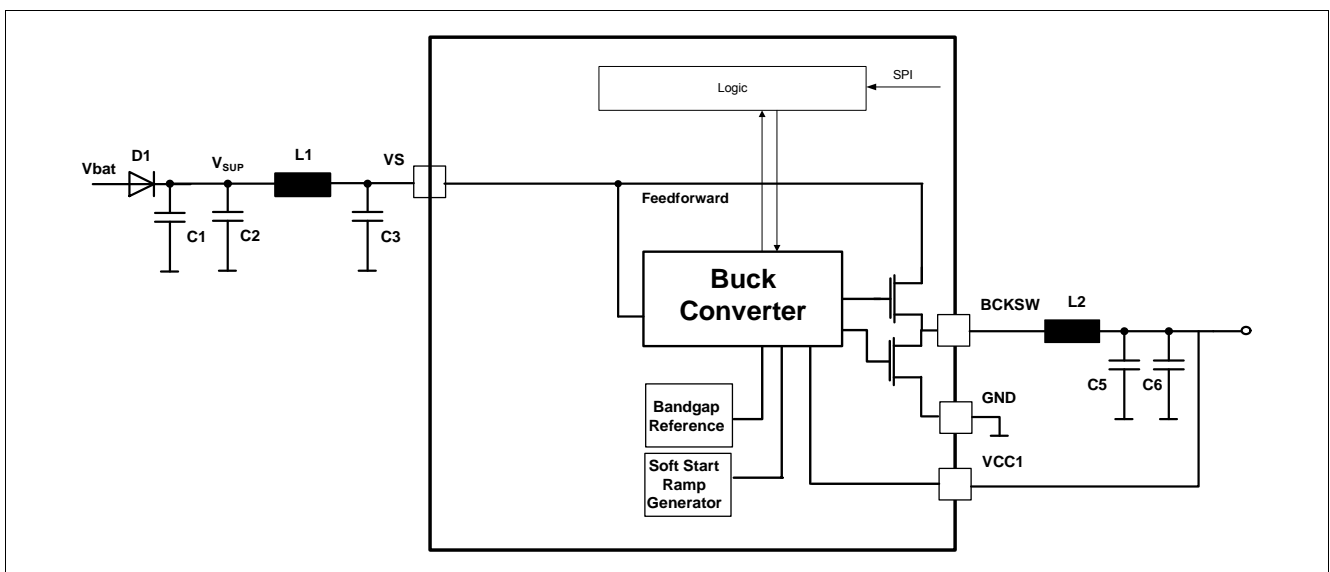 Logic
SPI
Vbat
D1
VSUP
L1
VS
C1
C2
C3
Feedforward
Buck
Converter
BCKSW
L2
C5
C6
GND
VCC1
Bandgap
Reference
Soft Start
Ramp
Generator